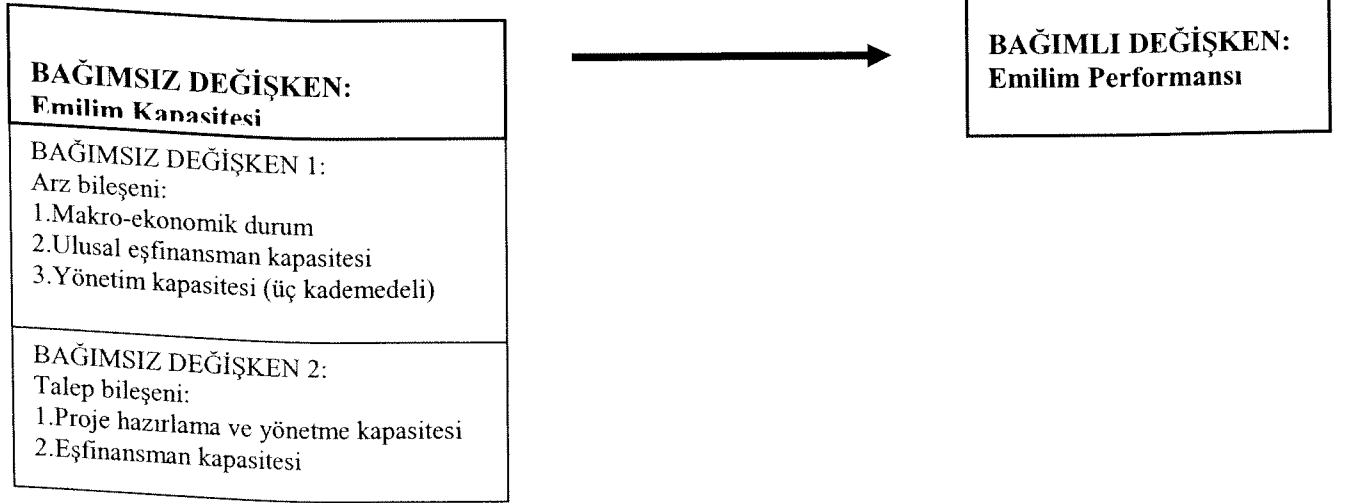 BAĞIMSIZ DEĞİŞKEN:
Emilim Kapasitesi
BAĞIMSIZ DEĞİŞKEN 1:
Arz bileşeni:
1.Makro-ekonomik durum
2.Ulusal eşfinansman kapasitesi
3.Yönetim kapasitesi (üç kademedeli)
BAĞIMSIZ DEĞİŞKEN 2:
Talep bileşeni:
1.Proje hazırlama ve yönetme kapasitesi
2.Eşfinansman kapasitesi
BAĞIMLI DEĞİŞKEN:
Emilim Performansı